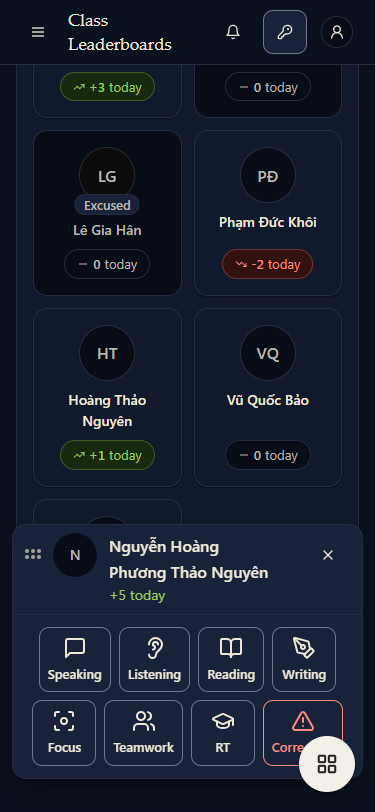 Class
Leaderboards
+3 today
0 today
LG
Excused
Lê Gia Hân
0 today
PĐ
Phạm Đức Khôi
-2 today
HT
Hoàng Thảo
Nguyên
+1 today
VQ
Vũ Quốc Bảo
0 today
N
Nguyễn Hoàng
Phương Thảo Nguyên
+5 today
Speaking
Listening
Reading
Writing
Focus
Teamwork
RT